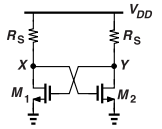 V_DD
R_S R_S
X Y
M_1 M_2